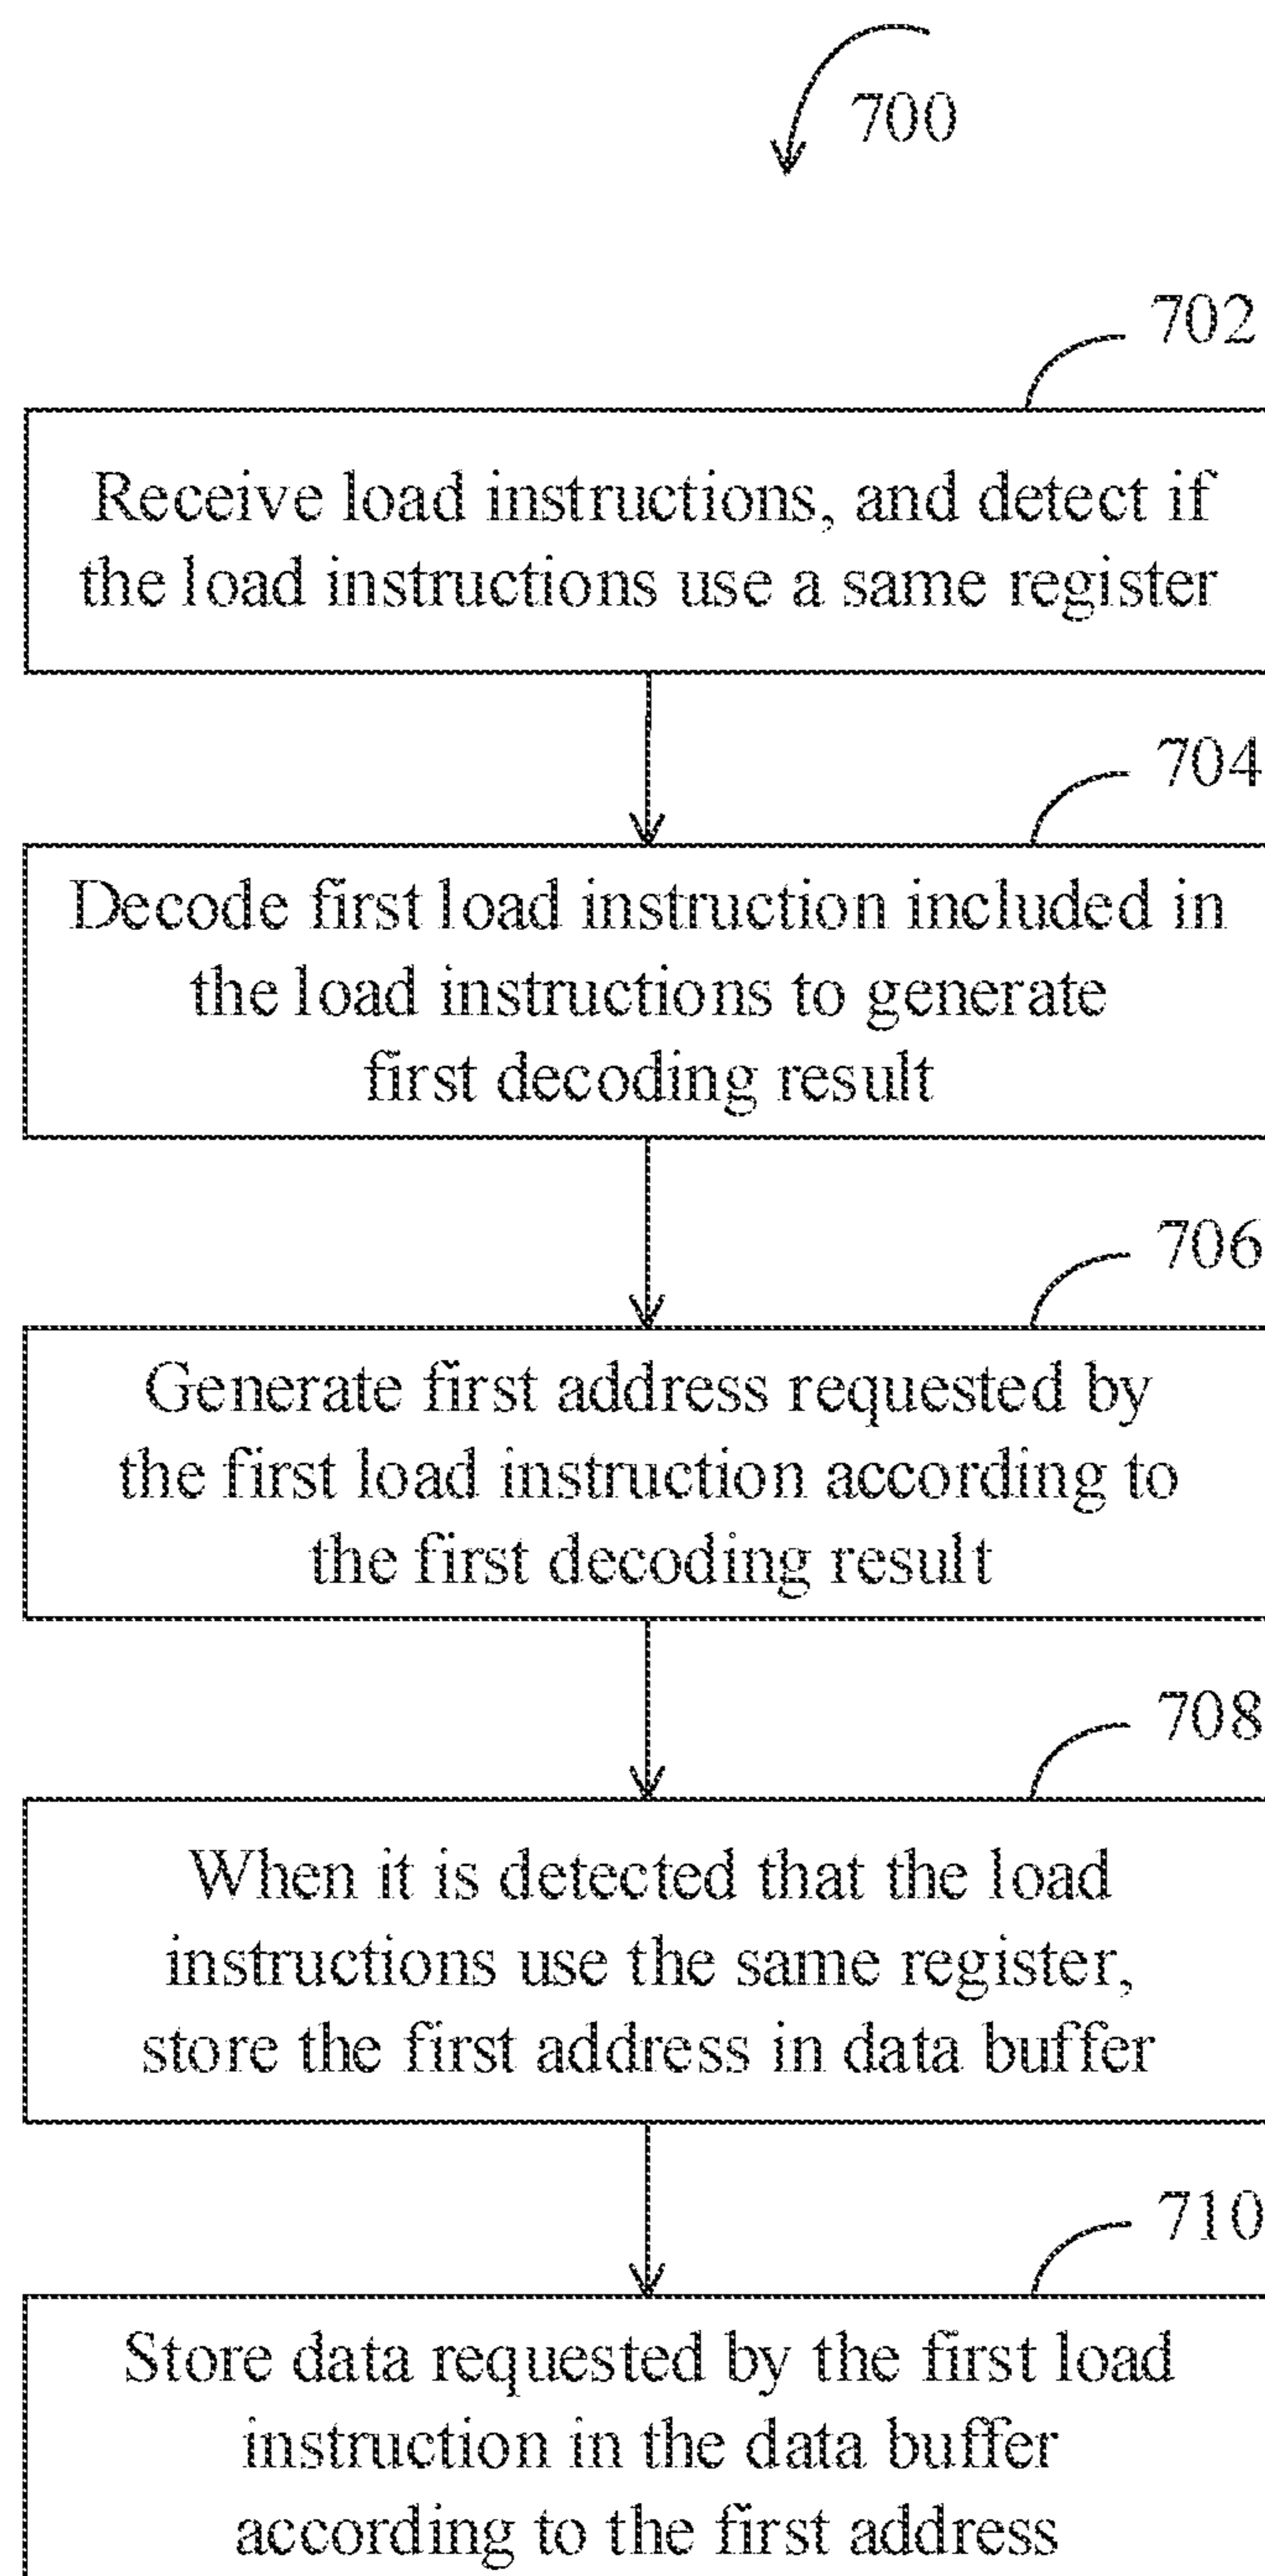 700
702
Receive load instructions, and detect if
the load instructions use a same register
704
Decode first load instruction included in
the load instructions to generate
first decoding result
706
Generate first address requested by
the first load instruction according to
the first decoding result
708
When it is detected that the load
instructions use the same register,
store the first address in data buffer
710
Store data requested by the first load
instruction in the data buffer
according to the first address